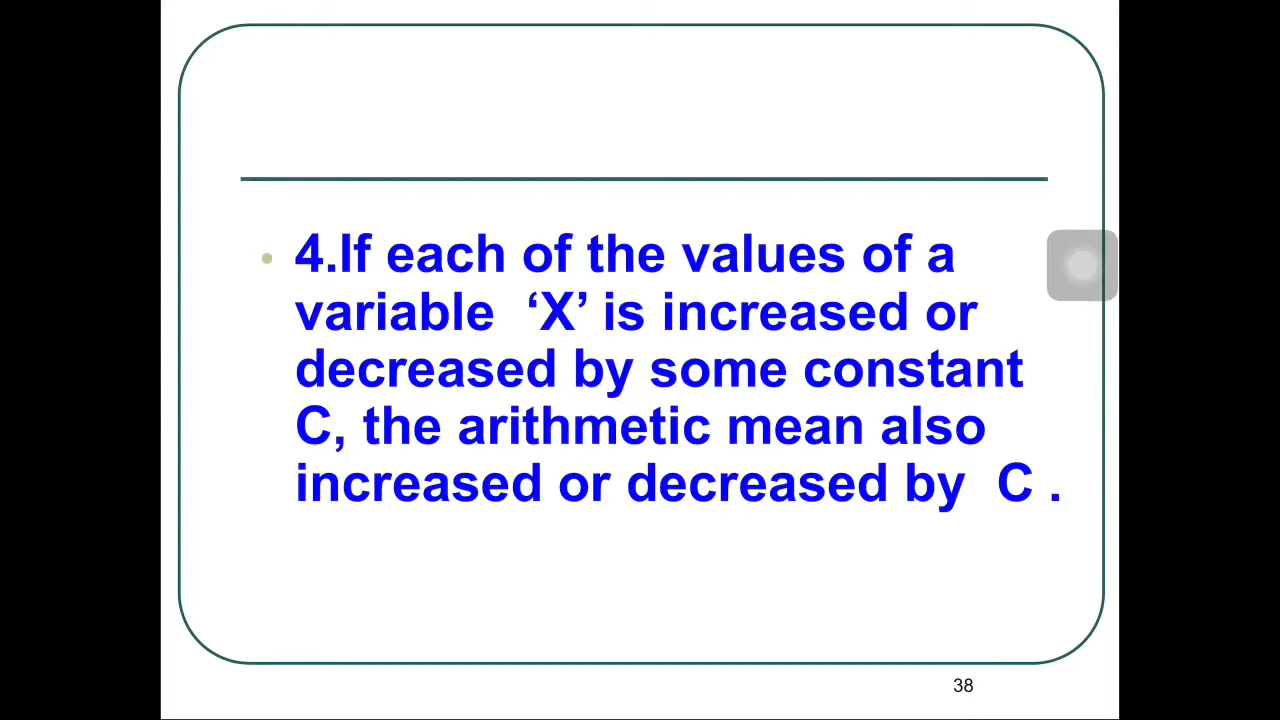 4.If each of the values of a
variable ‘X’ is increased or
decreased by some constant
C, the arithmetic mean also
increased or decreased by C .
38